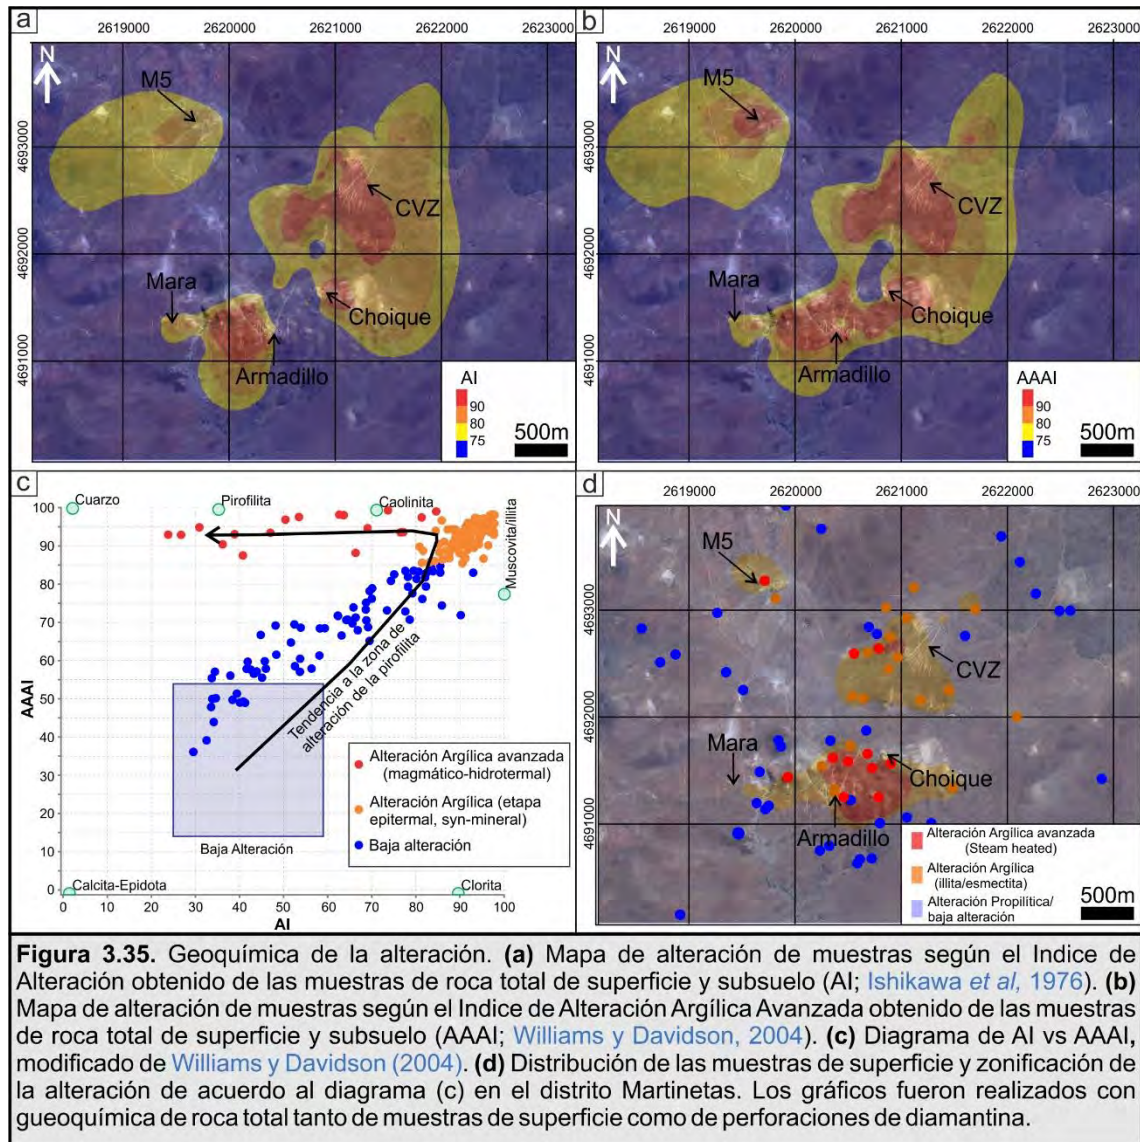 a
2619000 2620000 2621000 2622000 2623000
N
M5
4693000
CVZ
4692000
Mara
Choique
4691000
Armadillo
AI
90
80
75
500m
b
2619000 2620000 2621000 2622000 2623000
N
M5
4693000
CVZ
4692000
Mara
Choique
4691000
Armadillo
AAAI
90
80
75
500m
c
Cuarzo
Pirofilita
Caolinita
Muscovita/illita
100
90
80
70
60
50
40
30
20
10
0
AAAI
Tendencia a la zona de
alteración de la pirofilita
Alteración Argílica avanzada
(magmático-hidrotermal)
Alteración Argílica (etapa
epitermal, syn-mineral)
Baja alteración
Baja Alteración
Calcita-Epidota
Clorita
0 10 20 30 40 50 60 70 80 90 100
AI
d
2619000 2620000 2621000 2622000 2623000
N
M5
4693000
CVZ
4692000
Mara
Choique
4691000
Armadillo
Alteración Argílica avanzada
(Steam heated)
Alteración Argílica
(illita/esmectita)
Alteración Propilítica/
baja alteración
500m
Figura 3.35. Geoquímica de la alteración. (a) Mapa de alteración de muestras según el Indice de
Alteración obtenido de las muestras de roca total de superficie y subsuelo (AI; Ishikawa et al, 1976). (b)
Mapa de alteración de muestras según el Indice de Alteración Argílica Avanzada obtenido de las muestras
de roca total de superficie y subsuelo (AAAI; Williams y Davidson, 2004). (c) Diagrama de AI vs AAAI,
modificado de Williams y Davidson (2004). (d) Distribución de las muestras de superficie y zonificación de
la alteración de acuerdo al diagrama (c) en el distrito Martinetas. Los gráficos fueron realizados con
gueoquímica de roca total tanto de muestras de superficie como de perforaciones de diamantina.